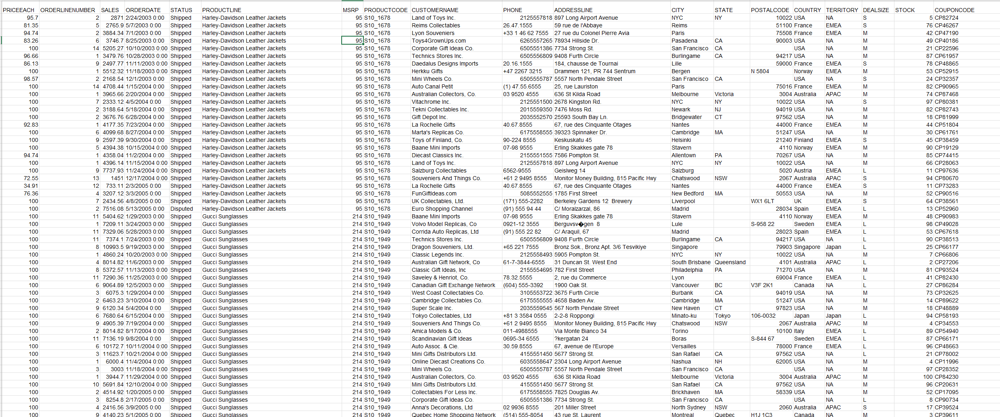 PRICEEACH ORDERLINENUMBER SALES ORDERDATE STATUS PRODUCTLINE MSRP PRODUCTCODE CUSTOMERNAME PHONE ADDRESSLINE CITY STATE POSTALCODE COUNTRY TERRITORY DEALSIZE STOCK COUPONCODE
95.7 2 2871 2/24/2003 0:00 Shipped Harley-Davidson Leather Jackets 95 S10_1678 Land of Toys Inc. 2125557818 897 Long Airport Avenue NYC NY 10022 USA NA S 5 CP82724
81.35 5 2765.9 5/7/2003 0:00 Shipped Harley-Davidson Leather Jackets 95 S10_1678 Reims Collectables 26.47.1555 59 rue de l'Abbaye Reims 51100 France EMEA S 76 CP46267
94.74 2 3884.34 7/1/2003 0:00 Shipped Harley-Davidson Leather Jackets 95 S10_1678 Lyon Souveniers +33 1 46 62 7555 27 rue du Colonel Pierre Avia Paris 75508 France EMEA M 42 CP47190
83.26 6 3746.7 8/25/2003 0:00 Shipped Harley-Davidson Leather Jackets 95 S10_1678 Toys4GrownUps.com 6265557265 78934 Hillside Dr. Pasadena CA 90003 USA NA M 49 CP40186
100 14 5205.27 10/10/2003 0:00 Shipped Harley-Davidson Leather Jackets 95 S10_1678 Corporate Gift Ideas Co. 6505551386 7734 Strong St. San Francisco CA USA NA M 21 CP22596
96.66 1 3479.76 10/28/2003 0:00 Shipped Harley-Davidson Leather Jackets 95 S10_1678 Technics Stores Inc. 6505556809 9408 Furth Circle Burlingame CA 94217 USA NA M 87 CP61957
86.13 9 2497.77 11/11/2003 0:00 Shipped Harley-Davidson Leather Jackets 95 S10_1678 Daedalus Designs Imports 20.16.1555 184, chausse de Tournai Lille 59000 France EMEA S 78 CP48865
100 1 5512.32 11/18/2003 0:00 Shipped Harley-Davidson Leather Jackets 95 S10_1678 Herkku Gifts +47 2267 3215 Drammen 121, PR 744 Sentrum Bergen N 5804 Norway EMEA M 53 CP52915
98.57 2 2168.54 12/1/2003 0:00 Shipped Harley-Davidson Leather Jackets 95 S10_1678 Mini Wheels Co. 6505555787 5557 North Pendale Street San Francisco CA USA NA S 24 CP32357
100 14 4708.44 1/15/2004 0:00 Shipped Harley-Davidson Leather Jackets 95 S10_1678 Auto Canal Petit (1) 47.55.6555 25, rue Lauriston Paris 75016 France EMEA M 82 CP90965
100 1 3965.66 2/20/2004 0:00 Shipped Harley-Davidson Leather Jackets 95 S10_1678 Australian Collectors, Co. 03 9520 4555 636 St Kilda Road Melbourne Victoria 3004 Australia APAC M 74 CP87468
100 7 2333.12 4/5/2004 0:00 Shipped Harley-Davidson Leather Jackets 95 S10_1678 Vitachrome Inc. 2125551500 2678 Kingston Rd. NYC NY 10022 USA NA S 97 CP80381
100 2 3188.64 5/18/2004 0:00 Shipped Harley-Davidson Leather Jackets 95 S10_1678 Tekni Collectables Inc. 2015559350 7476 Moss Rd. Newark NJ 94019 USA NA M 82 CP82743
100 2 3676.76 6/28/2004 0:00 Shipped Harley-Davidson Leather Jackets 95 S10_1678 Gift Depot Inc. 2035552570 25593 South Bay Ln. Bridgewater CT 97562 USA NA M 18 CP81999
92.83 1 4177.35 7/23/2004 0:00 Shipped Harley-Davidson Leather Jackets 95 S10_1678 La Rochelle Gifts 40.67.8555 67, rue des Cinquante Otages Nantes 44000 France EMEA M 44 CP51804
100 6 4099.68 8/27/2004 0:00 Shipped Harley-Davidson Leather Jackets 95 S10_1678 Marta's Replicas Co. 6175558555 39323 Spinnaker Dr. Cambridge MA 51247 USA NA M 30 CP61761
100 9 2597.39 9/30/2004 0:00 Shipped Harley-Davidson Leather Jackets 95 S10_1678 Toys of Finland, Co. 90-224 8555 Keskuskatu 45 Helsinki 21240 Finland EMEA S 45 CP38459
100 5 4394.38 10/15/2004 0:00 Shipped Harley-Davidson Leather Jackets 95 S10_1678 Baane Mini Imports 07-98 9555 Erling Skakkes gate 78 Stavern 4110 Norway EMEA M 90 CP19129
94.74 1 4358.04 11/2/2004 0:00 Shipped Harley-Davidson Leather Jackets 95 S10_1678 Diecast Classics Inc. 2155551555 7586 Pompton St. Allentown PA 70267 USA NA M 85 CP74415
100 1 4396.14 11/15/2004 0:00 Shipped Harley-Davidson Leather Jackets 95 S10_1678 Land of Toys Inc. 2125557818 897 Long Airport Avenue NYC NY 10022 USA NA M 66 CP28063
100 9 7737.93 11/24/2004 0:00 Shipped Harley-Davidson Leather Jackets 95 S10_1678 Salzburg Collectables 6562-9555 Geislweg 14 Salzburg 5020 Austria EMEA L 11 CP97636
72.55 13 1451 12/17/2004 0:00 Shipped Harley-Davidson Leather Jackets 95 S10_1678 Souveniers And Things Co. +61 2 9495 8555 Monitor Money Building, 815 Pacific Hwy Chatswood NSW 2067 Australia APAC S 94 CP80670
34.91 12 733.11 2/3/2005 0:00 Shipped Harley-Davidson Leather Jackets 95 S10_1678 La Rochelle Gifts 40.67.8555 67, rue des Cinquante Otages Nantes 44000 France EMEA S 11 CP73283
76.36 4 3207.12 3/3/2005 0:00 Shipped Harley-Davidson Leather Jackets 95 S10_1678 FunGiftIdeas.com 5085552555 1785 First Street New Bedford MA 50553 USA NA M 52 CP90516
100 7 2434.56 4/8/2005 0:00 Shipped Harley-Davidson Leather Jackets 95 S10_1678 UK Collectables, Ltd. (171) 555-2282 Berkeley Gardens 12  Brewery Liverpool WX1 6LT UK EMEA S 64 CP38561
100 2 7516.08 5/13/2005 0:00 Disputed Harley-Davidson Leather Jackets 95 S10_1678 Euro Shopping Channel (91) 555 94 44 C/ Moralzarzal, 86 Madrid 28034 Spain EMEA L 13 CP52960
100 11 5404.62 1/29/2003 0:00 Shipped Gucci Sunglasses 214 S10_1949 Baane Mini Imports 07-98 9555 Erling Skakkes gate 78 Stavern 4110 Norway EMEA M 48 CP90983
100 1 7209.11 3/24/2003 0:00 Shipped Gucci Sunglasses 214 S10_1949 Volvo Model Replicas, Co 0921-12 3555 Berguvsv�gen  8 Lule S-958 22 Sweden EMEA L 98 CP49028
100 11 7329.06 5/28/2003 0:00 Shipped Gucci Sunglasses 214 S10_1949 Corrida Auto Replicas, Ltd (91) 555 22 82 C/ Araquil, 67 Madrid 28023 Spain EMEA L 53 CP67618
100 11 7374.1 7/24/2003 0:00 Shipped Gucci Sunglasses 214 S10_1949 Technics Stores Inc. 6505556809 9408 Furth Circle Burlingame CA 94217 USA NA L 90 CP38513
100 8 10993.5 9/19/2003 0:00 Shipped Gucci Sunglasses 214 S10_1949 Dragon Souveniers, Ltd. +65 221 7555 Bronz Sok., Bronz Apt. 3/6 Tesvikiye Singapore 79903 Singapore Japan L 25 CP66177
100 1 4860.24 10/20/2003 0:00 Shipped Gucci Sunglasses 214 S10_1949 Classic Legends Inc. 2125558493 5905 Pompton St. NYC NY 10022 USA NA M 7 CP66806
100 4 8014.82 11/6/2003 0:00 Shipped Gucci Sunglasses 214 S10_1949 Australian Gift Network, Co 61-7-3844-6555 31 Duncan St. West End South Brisbane Queensland 4101 Australia APAC L 2 CP27206
100 8 5372.57 11/13/2003 0:00 Shipped Gucci Sunglasses 214 S10_1949 Classic Gift Ideas, Inc 2155554695 782 First Street Philadelphia PA 71270 USA NA M 81 CP93524
100 11 7290.36 11/25/2003 0:00 Shipped Gucci Sunglasses 214 S10_1949 Saveley & Henriot, Co. 78.32.5555 2, rue du Commerce Lyon 69004 France EMEA L 41 CP82430
100 6 9064.89 12/5/2003 0:00 Shipped Gucci Sunglasses 214 S10_1949 Canadian Gift Exchange Network (604) 555-3392 1900 Oak St. Vancouver BC V3F 2K1 Canada NA L 27 CP86284
100 3 6075.3 1/29/2004 0:00 Shipped Gucci Sunglasses 214 S10_1949 West Coast Collectables Co. 3105553722 3675 Furth Circle Burbank CA 94019 USA NA M 73 CP32625
100 2 6463.23 3/10/2004 0:00 Shipped Gucci Sunglasses 214 S10_1949 Cambridge Collectables Co. 6175555555 4658 Baden Av. Cambridge MA 51247 USA NA M 14 CP89622
100 9 6120.34 5/4/2004 0:00 Shipped Gucci Sunglasses 214 S10_1949 Super Scale Inc. 2035559545 567 North Pendale Street New Haven CT 97823 USA NA M 18 CP48889
100 6 7680.64 6/15/2004 0:00 Shipped Gucci Sunglasses 214 S10_1949 Tokyo Collectables, Ltd +81 3 3584 0555 2-2-8 Roppongi Minato-ku Tokyo 106-0032 Japan Japan L 94 CP58193
100 9 4905.39 7/19/2004 0:00 Shipped Gucci Sunglasses 214 S10_1949 Souveniers And Things Co. +61 2 9495 8555 Monitor Money Building, 815 Pacific Hwy Chatswood NSW 2067 Australia APAC M 4 CP34553
100 2 8014.82 8/17/2004 0:00 Shipped Gucci Sunglasses 214 S10_1949 Amica Models & Co. 011-4988555 Via Monte Bianco 34 Torino 10100 Italy EMEA L 89 CP54940
100 11 7136.19 9/8/2004 0:00 Shipped Gucci Sunglasses 214 S10_1949 Scandinavian Gift Ideas 0695-34 6555 ?kergatan 24 Boras S-844 67 Sweden EMEA L 87 CP66171
100 6 10172.7 10/11/2004 0:00 Shipped Gucci Sunglasses 214 S10_1949 Auto Assoc. & Cie. 30.59.8555 67, avenue de l'Europe Versailles 78000 France EMEA L 96 CP48663
100 3 11623.7 10/21/2004 0:00 Shipped Gucci Sunglasses 214 S10_1949 Mini Gifts Distributors Ltd. 4155551450 5677 Strong St. San Rafael CA 97562 USA NA L 21 CP78002
100 1 6000.4 11/4/2004 0:00 Shipped Gucci Sunglasses 214 S10_1949 Online Diecast Creations Co. 6035558647 2304 Long Airport Avenue Nashua NH 62005 USA NA M 4 CP11996
100 3 3003 11/18/2004 0:00 Shipped Gucci Sunglasses 214 S10_1949 Mini Wheels Co. 6505555787 5557 North Pendale Street San Francisco CA USA NA M 97 CP28352
100 1 3944.7 11/29/2004 0:00 Shipped Gucci Sunglasses 214 S10_1949 Australian Collectors, Co. 03 9520 4555 636 St Kilda Road Melbourne Victoria 3004 Australia APAC M 100 CP84230
100 10 5691.84 12/10/2004 0:00 Shipped Gucci Sunglasses 214 S10_1949 Mini Gifts Distributors Ltd. 4155551450 5677 Strong St. San Rafael CA 97562 USA NA M 96 CP20631
100 2 4514.92 1/20/2005 0:00 Shipped Gucci Sunglasses 214 S10_1949 Collectables For Less Inc. 6175558555 7825 Douglas Av. Brickhaven MA 58339 USA NA M 52 CP17095
100 3 8254.8 2/17/2005 0:00 Shipped Gucci Sunglasses 214 S10_1949 Corporate Gift Ideas Co. 6505551386 7734 Strong St. San Francisco CA USA NA L 8 CP90734
100 4 2416.56 3/9/2005 0:00 Shipped Gucci Sunglasses 214 S10_1949 Anna's Decorations, Ltd 02 9936 8555 201 Miller Street North Sydney NSW 2060 Australia APAC S 17 CP39524
100 9 4140.23 5/1/2005 0:00 Shipped Gucci Sunglasses 214 S10_1949 Quebec Home Shopping Network (514) 555-8054 43 rue St. Laurent Montreal Quebec H1J 1C3 Canada NA M 3 CP39611